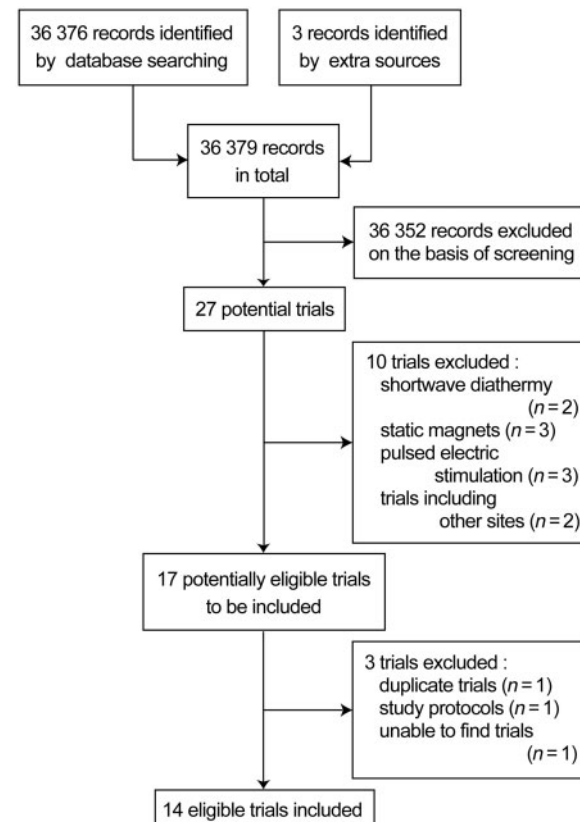 36 376 records identified
by database searching
3 records identified
by extra sources
36 379 records
in total
36 352 records excluded
on the basis of screening
27 potential trials
10 trials excluded :
shortwave diathermy
(n = 2)
static magnets (n = 3)
pulsed electric
stimulation (n = 3)
trials including
other sites (n = 2)
17 potentially eligible trials
to be included
3 trials excluded :
duplicate trials (n = 1)
study protocols (n = 1)
unable to find trials
(n = 1)
14 eligible trials included